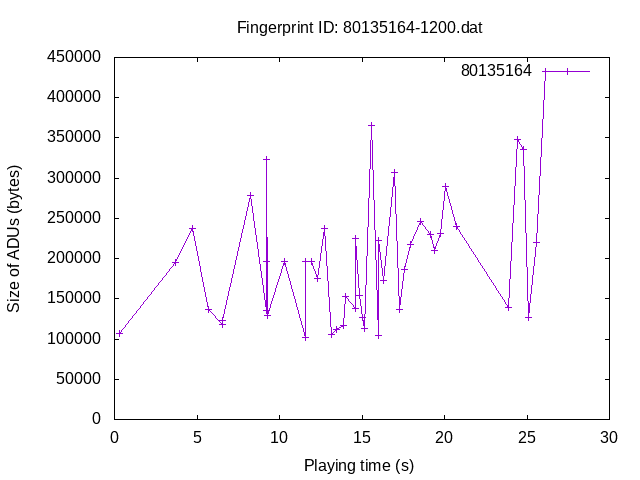 Fingerprint ID: 80135164-1200.dat
450000
80135164
400000
350000
300000
250000
200000
150000
100000
50000
0
Size of ADUs (bytes)
0 5 10 15 20 25 30
Playing time (s)